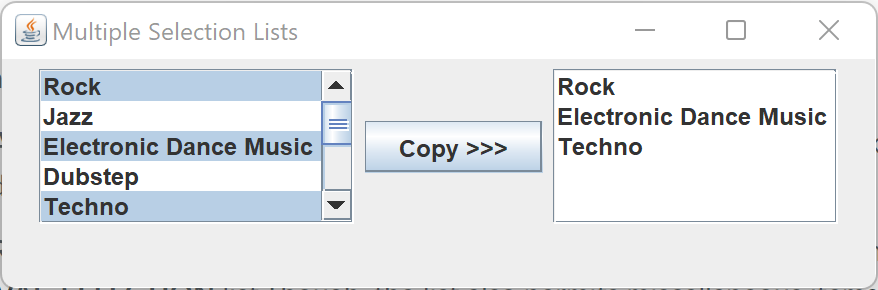 Multiple Selection Lists
Rock
Jazz
Electronic Dance Music
Dubstep
Techno
Copy >>>
Rock
Electronic Dance Music
Techno